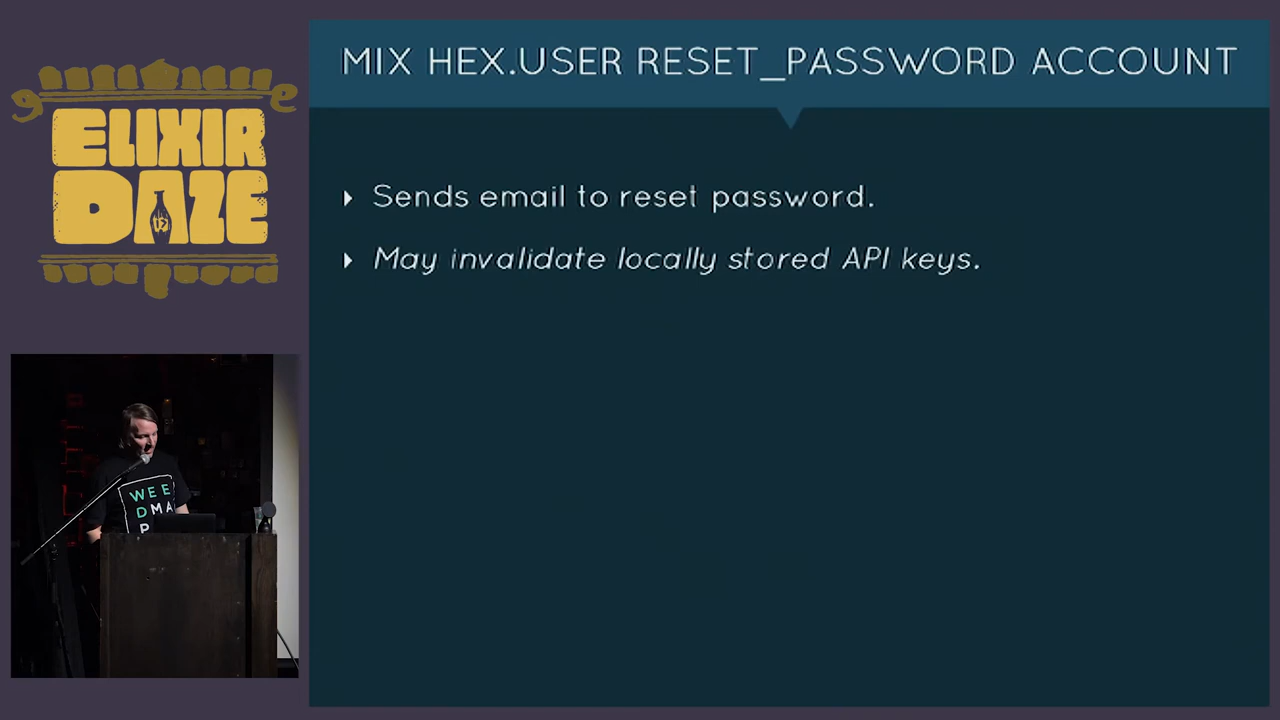 ELIXIR
DAZE
MIX HEX.USER RESET_PASSWORD ACCOUNT
Sends email to reset password.
May invalidate locally stored API keys.
WEE
DMA
P